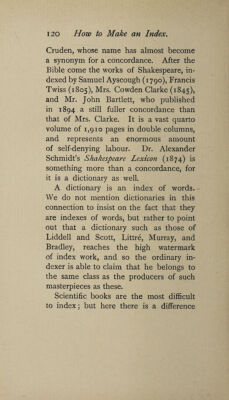 120 How to Make an Index.
Cruden, whose name has almost become
a synonym for a concordance. After the
Bible come the works of Shakespeare, in-
dexed by Samuel Ayscough (1790), Francis
Twiss (1805), Mrs. Cowden Clarke (1845),
and Mr. John Bartlett, who published
in 1894 a still fuller concordance than
that of Mrs. Clarke. It is a vast quarto
volume of 1,910 pages in double columns,
and represents an enormous amount
of self-denying labour. Dr. Alexander
Schmidt's Shakespeare Lexicon (1874) is
something more than a concordance, for
it is a dictionary as well.
A dictionary is an index of words.
We do not mention dictionaries in this
connection to insist on the fact that they
are indexes of words, but rather to point
out that a dictionary such as those of
Liddell and Scott, Littré, Murray, and
Bradley, reaches the high watermark
of index work, and so the ordinary in-
dexer is able to claim that he belongs to
the same class as the producers of such
masterpieces as these.
Scientific books are the most difficult
to index; but here there is a difference